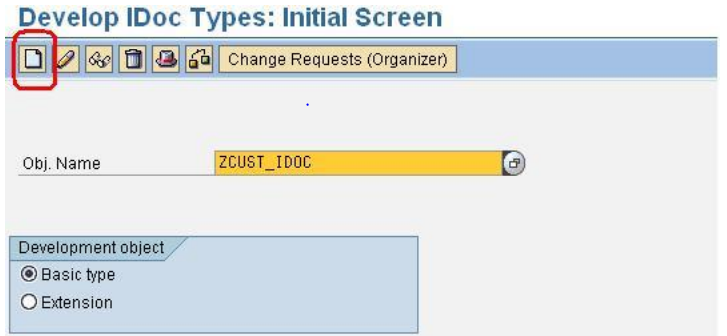 Develop IDoc Types: Initial Screen
Change Requests (Organizer)
Obj. Name ZCUST_IDOC
Development object
Basic type
Extension